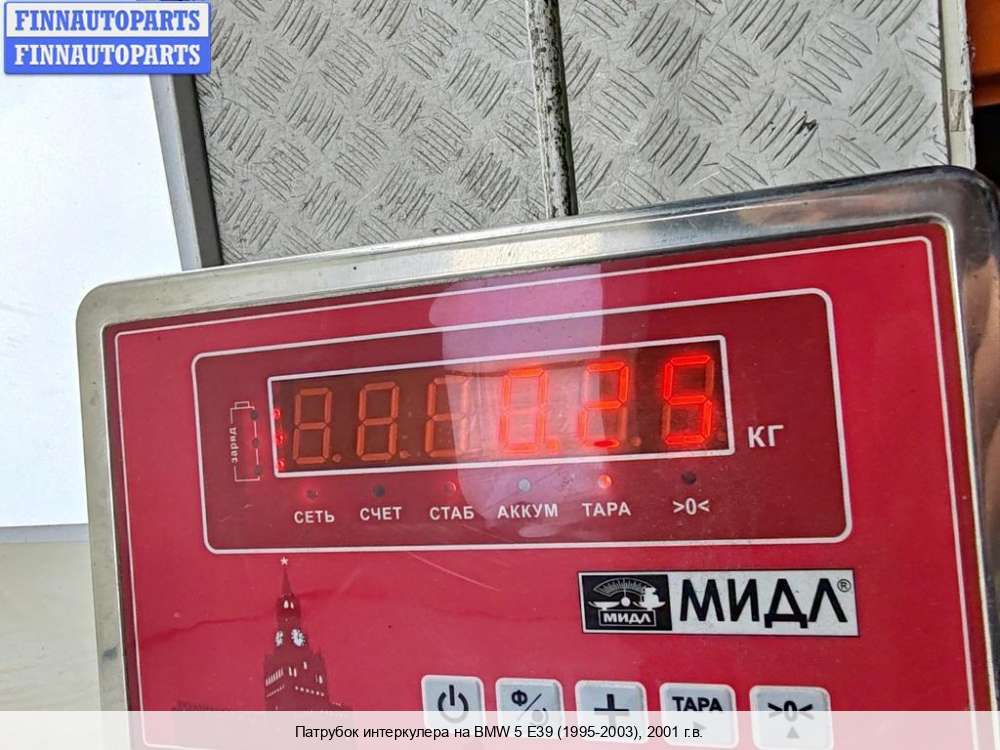 FINNAUTOPARTS
FINNAUTOPARTS
0.25
КГ
заряд
СЕТЬ СЧЕТ СТАБ АККУМ ТАРА >0<
МИДЛ МИДЛ®
Ф ТАРА >0<
Патрубок интеркулера на BMW 5 E39 (1995-2003), 2001 г.в.